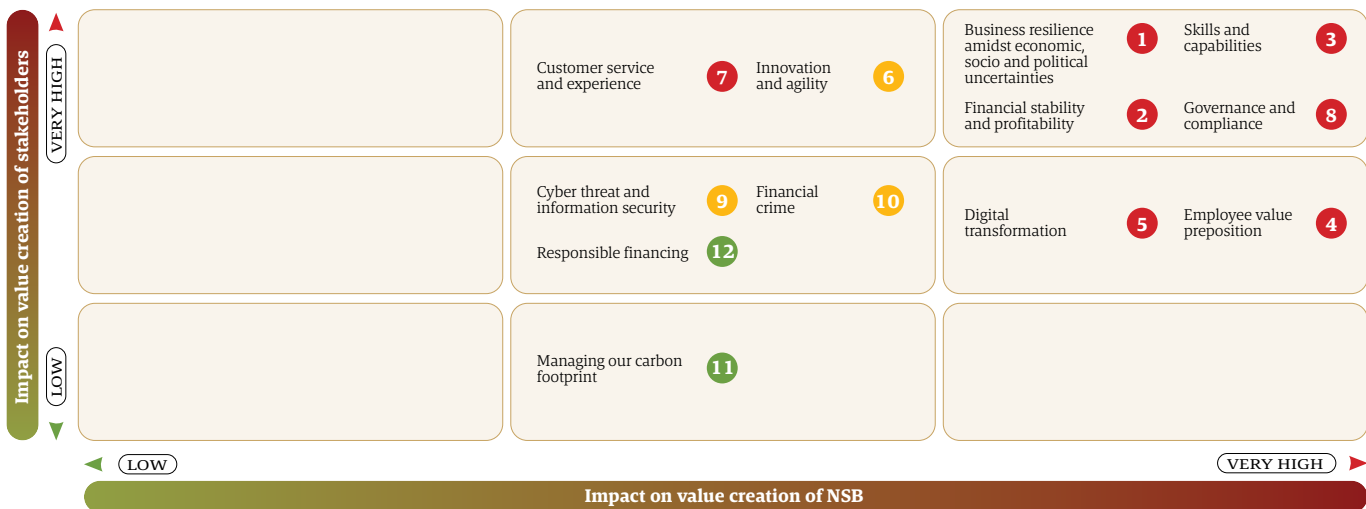 Impact on value creation of stakeholders
VERY HIGH
LOW
Customer service
and experience
7
Innovation
and agility
6
Business resilience
amidst economic,
socio and political
uncertainties
1
Skills and
capabilities
3
Financial stability
and profitability
2
Governance and
compliance
8
Cyber threat and
information security
9
Financial
crime
10
Responsible financing
12
Digital
transformation
5
Employee value
preposition
4
Managing our carbon
footprint
11
LOW
VERY HIGH
Impact on value creation of NSB